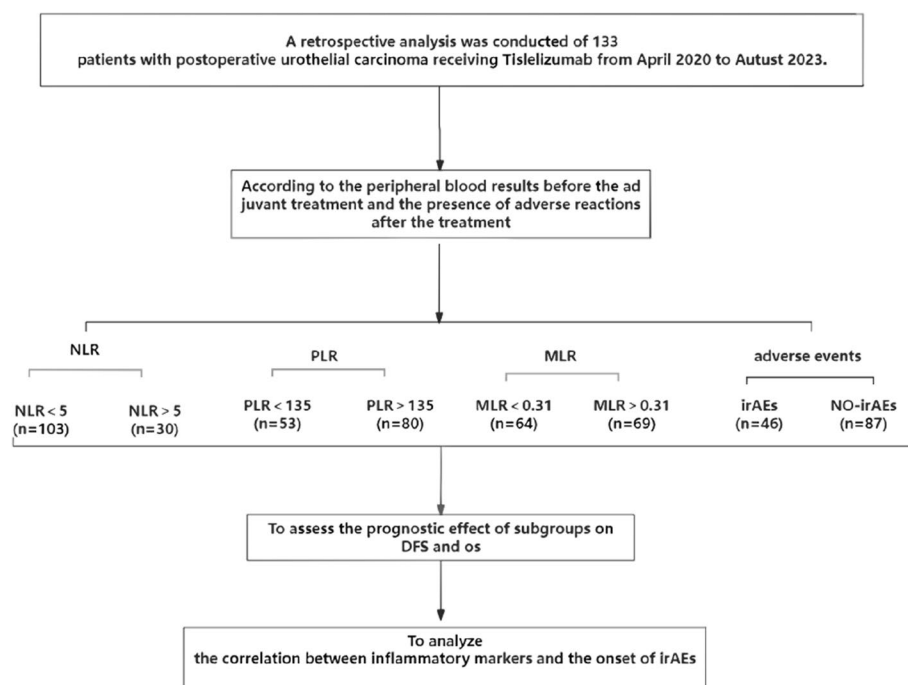 A retrospective analysis was conducted of 133
patients with postoperative urothelial carcinoma receiving Tislelizumab from April 2020 to Autust 2023.
According to the peripheral blood results before the ad
juvant treatment and the presence of adverse reactions
after the treatment
NLR
PLR
MLR
adverse events
NLR < 5
(n=103)
NLR > 5
(n=30)
PLR < 135
(n=53)
PLR > 135
(n=80)
MLR < 0.31
(n=64)
MLR > 0.31
(n=69)
irAEs
(n=46)
NO-irAEs
(n=87)
To assess the prognostic effect of subgroups on
DFS and os
To analyze
the correlation between inflammatory markers and the onset of irAEs